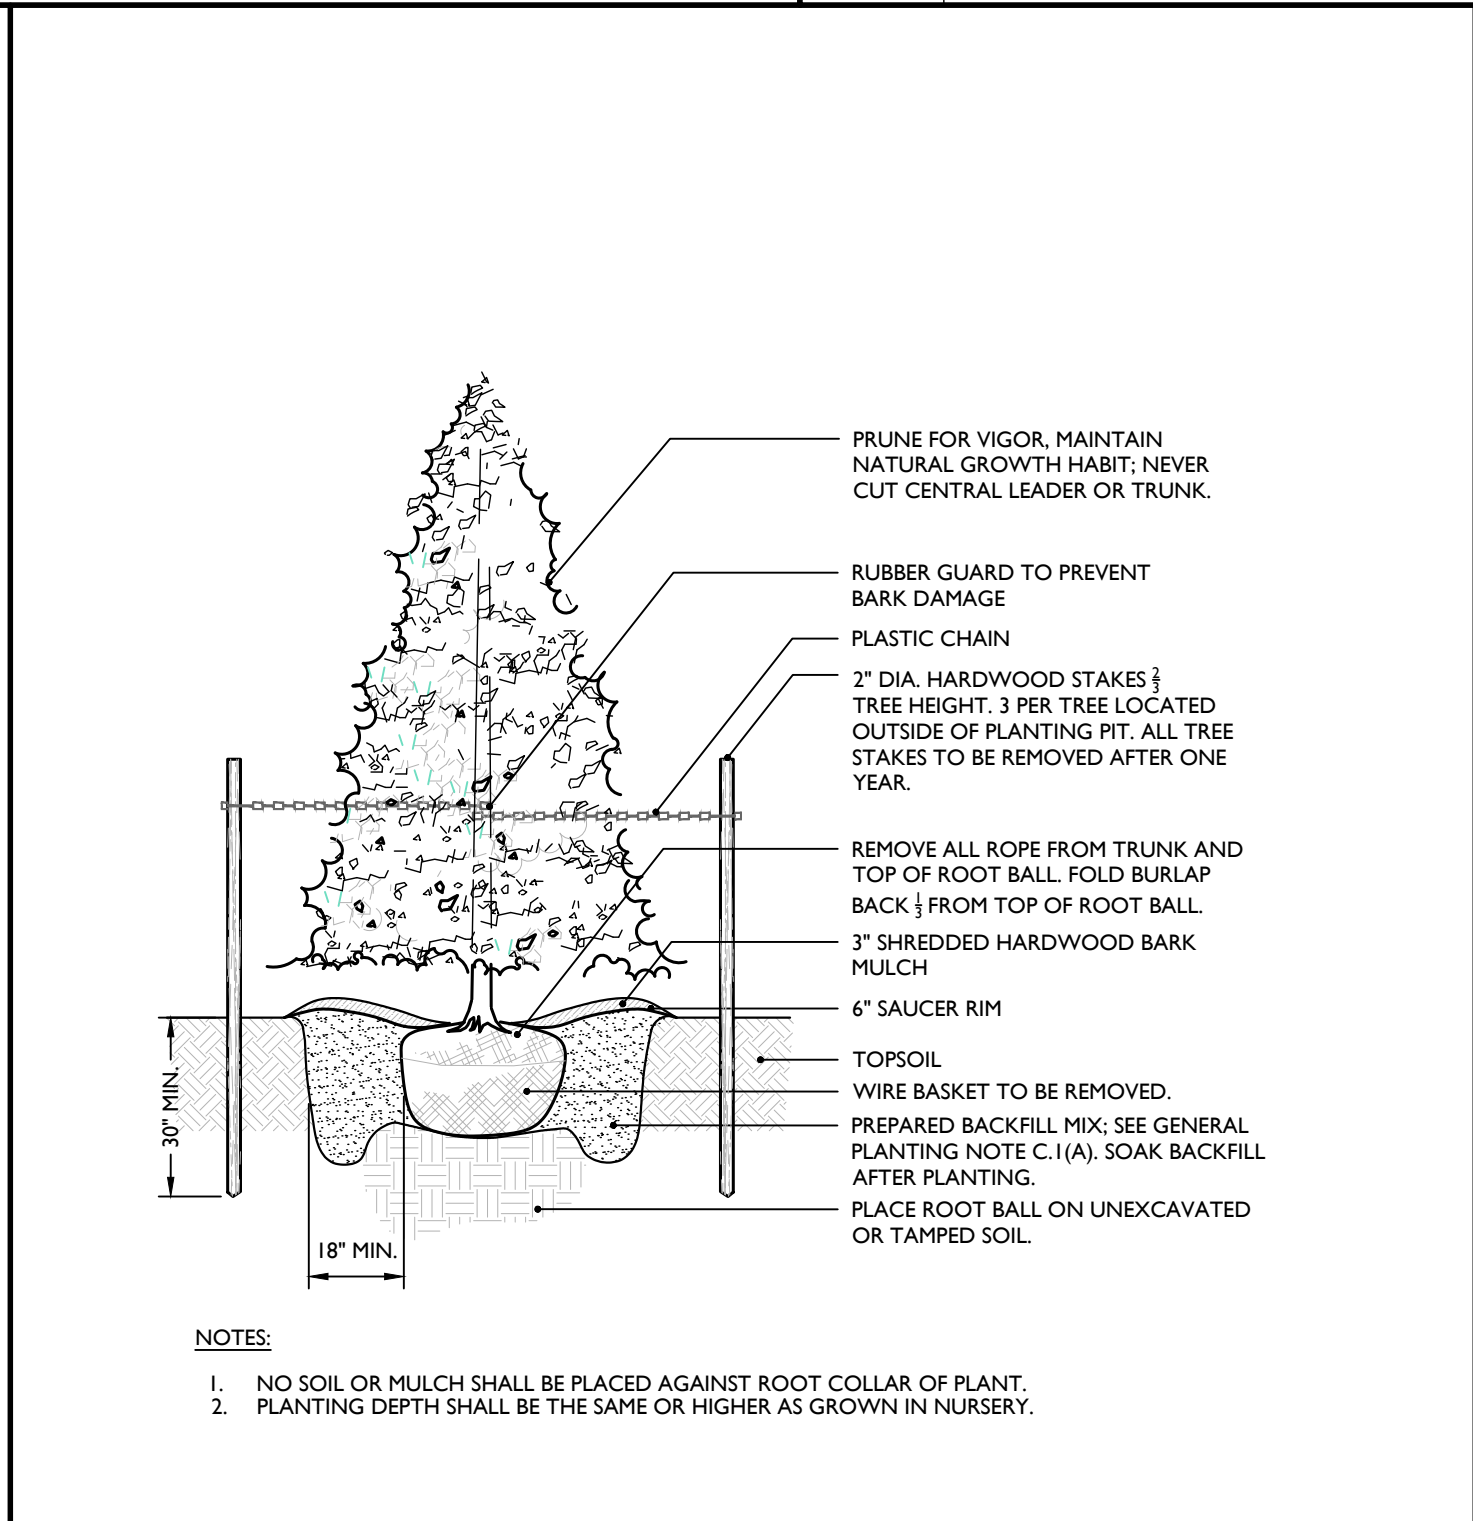 PRUNE FOR VIGOR, MAINTAIN
NATURAL GROWTH HABIT; NEVER
CUT CENTRAL LEADER OR TRUNK.
RUBBER GUARD TO PREVENT
BARK DAMAGE
PLASTIC CHAIN
2" DIA. HARDWOOD STAKES 2/3
TREE HEIGHT. 3 PER TREE LOCATED
OUTSIDE OF PLANTING PIT. ALL TREE
STAKES TO BE REMOVED AFTER ONE
YEAR.
REMOVE ALL ROPE FROM TRUNK AND
TOP OF ROOT BALL. FOLD BURLAP
BACK 1/3 FROM TOP OF ROOT BALL.
3" SHREDDED HARDWOOD BARK
MULCH
6" SAUCER RIM
TOPSOIL
WIRE BASKET TO BE REMOVED.
PREPARED BACKFILL MIX; SEE GENERAL
PLANTING NOTE C.1(A). SOAK BACKFILL
AFTER PLANTING.
PLACE ROOT BALL ON UNEXCAVATED
OR TAMPED SOIL.
30" MIN.
18" MIN.
NOTES:
1. NO SOIL OR MULCH SHALL BE PLACED AGAINST ROOT COLLAR OF PLANT.
2. PLANTING DEPTH SHALL BE THE SAME OR HIGHER AS GROWN IN NURSERY.